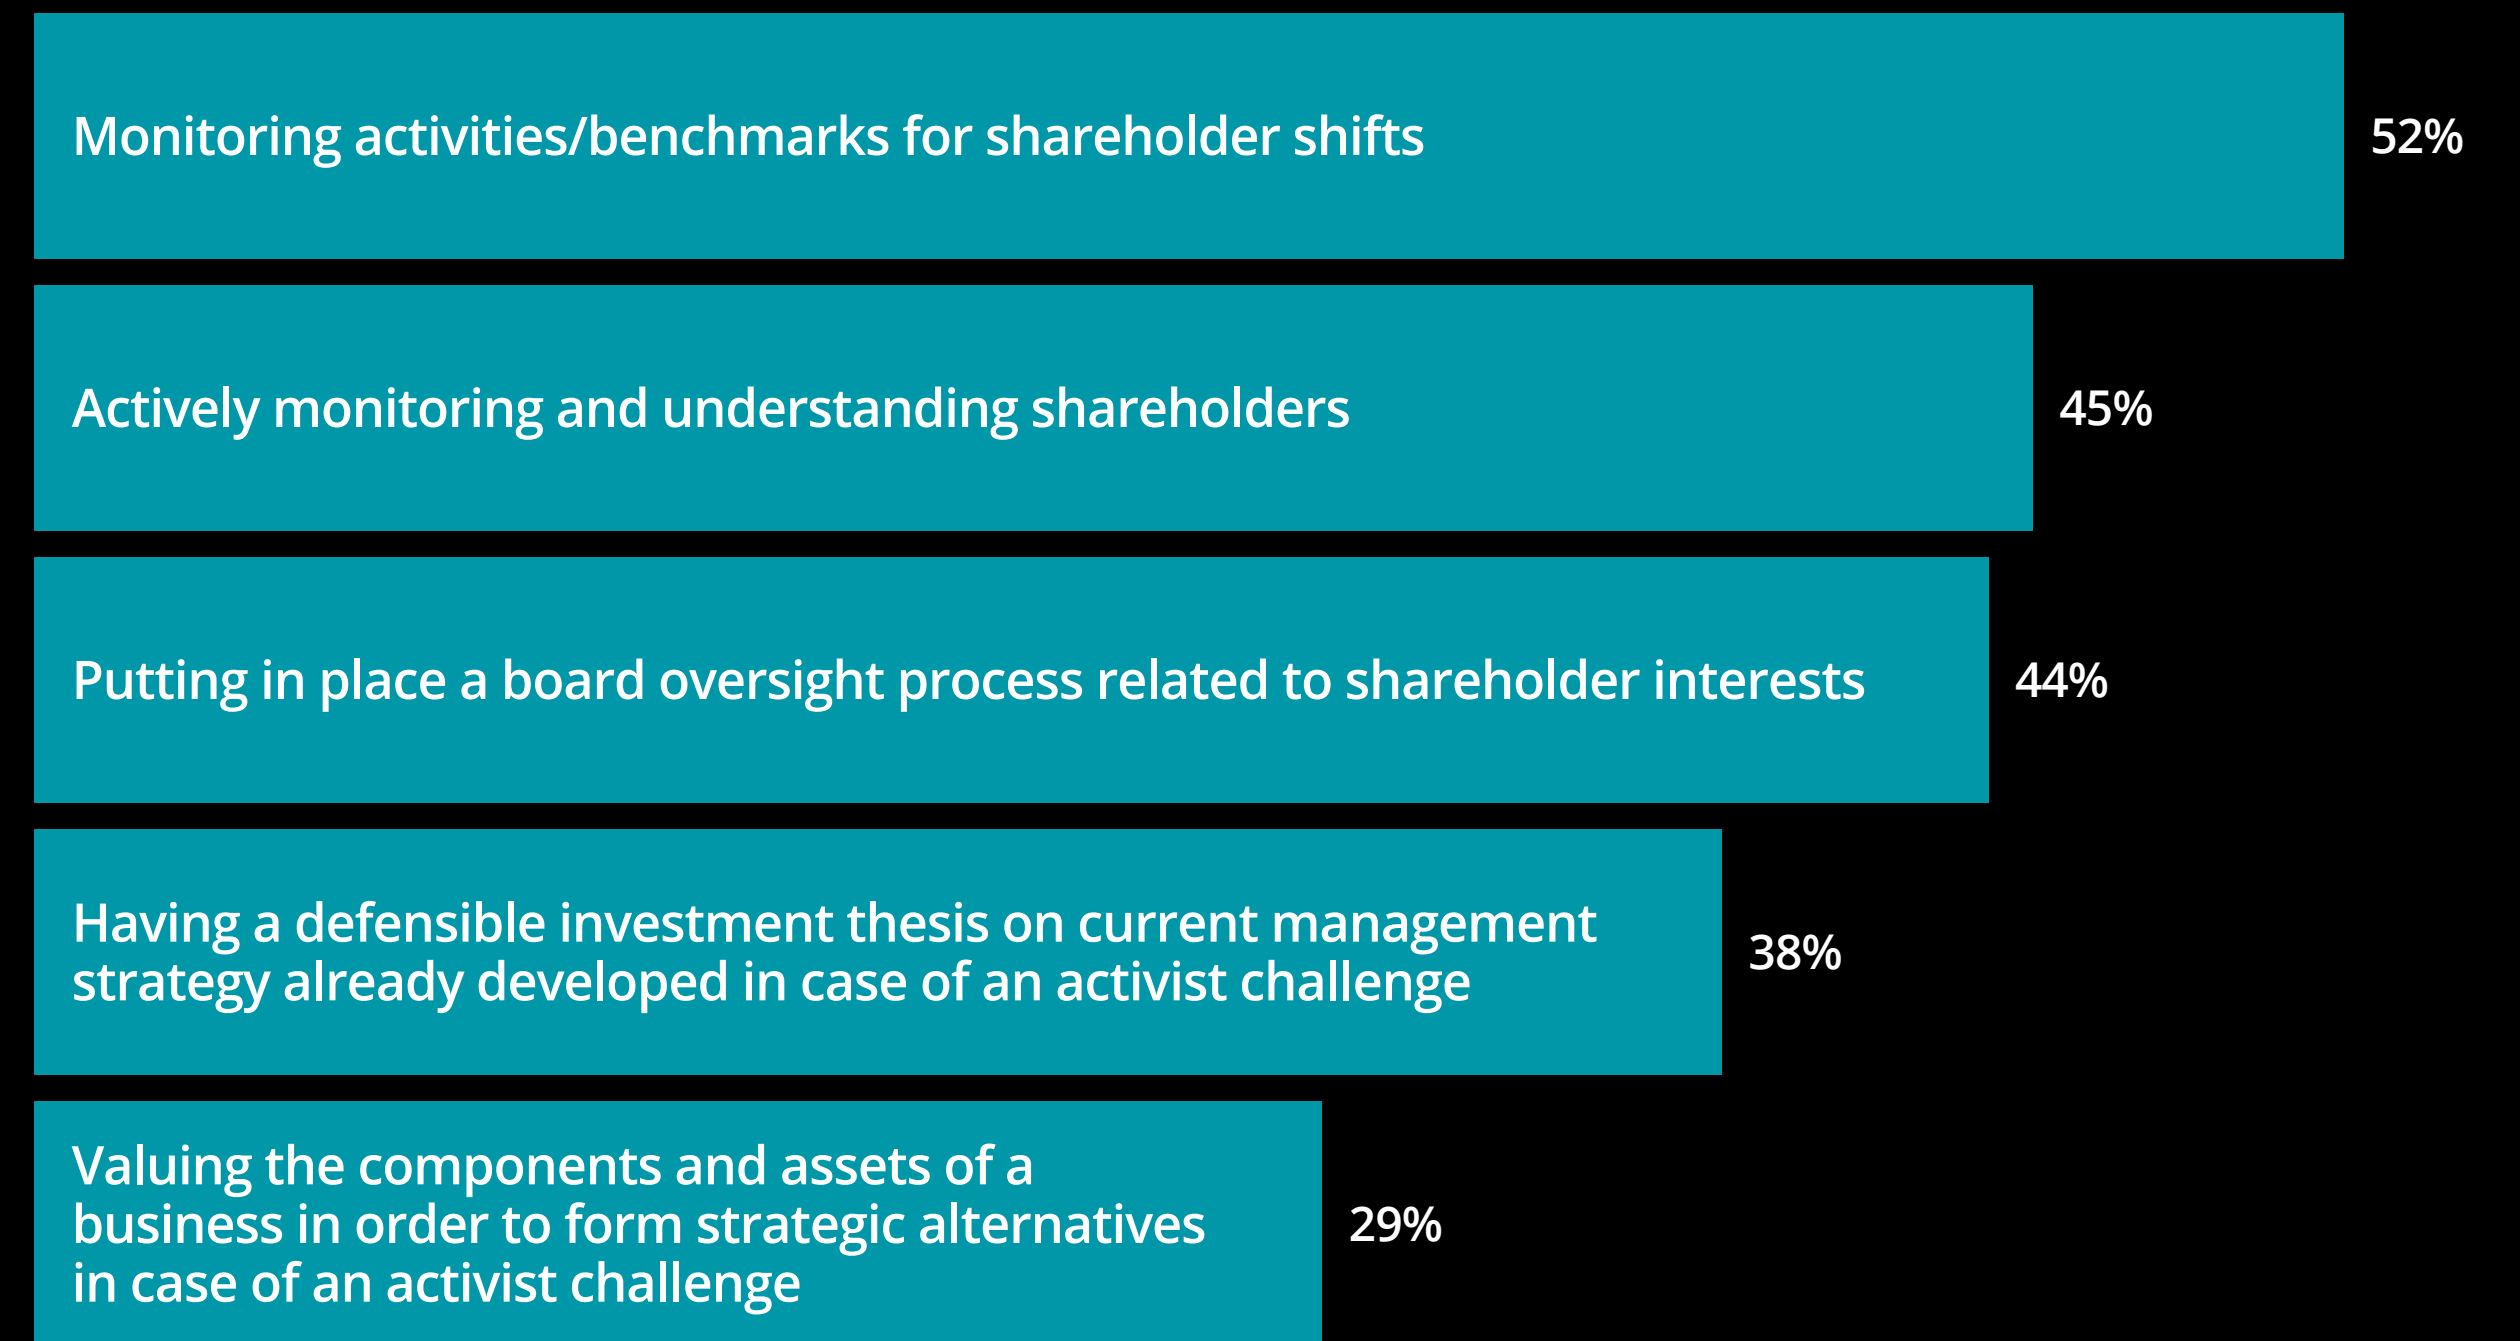 Monitoring activities/benchmarks for shareholder shifts
52%
Actively monitoring and understanding shareholders
45%
Putting in place a board oversight process related to shareholder interests
44%
Having a defensible investment thesis on current management
strategy already developed in case of an activist challenge
38%
Valuing the components and assets of a
business in order to form strategic alternatives
in case of an activist challenge
29%